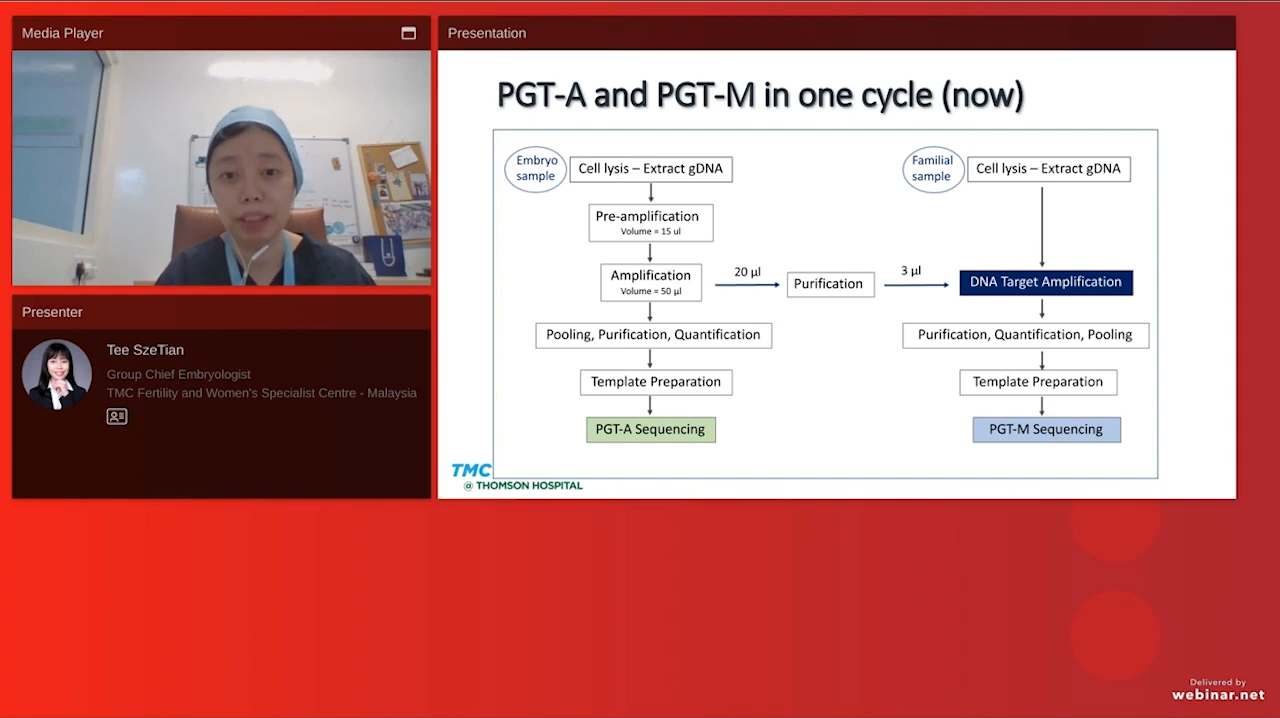 Media Player
Presenter
Tee SzeTian
Group Chief Embryologist
TMC Fertility and Women's Specialist Centre - Malaysia
Presentation
PGT-A and PGT-M in one cycle (now)
Embryo
sample
Cell lysis – Extract gDNA
Pre-amplification
Volume = 15 ul
Amplification
Volume = 50 µl
20 µl
Purification
3 µl
Pooling, Purification, Quantification
Template Preparation
PGT-A Sequencing
Familial
sample
Cell lysis – Extract gDNA
DNA Target Amplification
Purification, Quantification, Pooling
Template Preparation
PGT-M Sequencing
TMC
@ THOMSON HOSPITAL
Delivered by
webinar.net